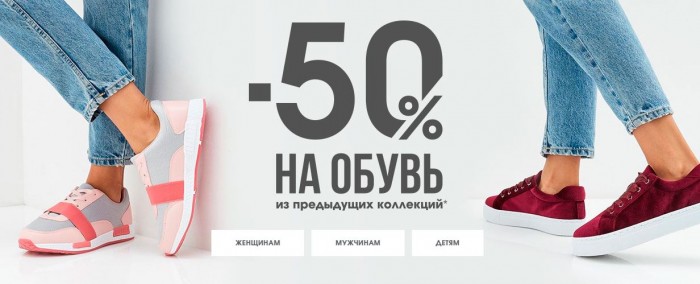 -50%
НА ОБУВЬ
из предыдущих коллекций*
ЖЕНЩИНАМ
МУЖЧИНАМ
ДЕТЯМ